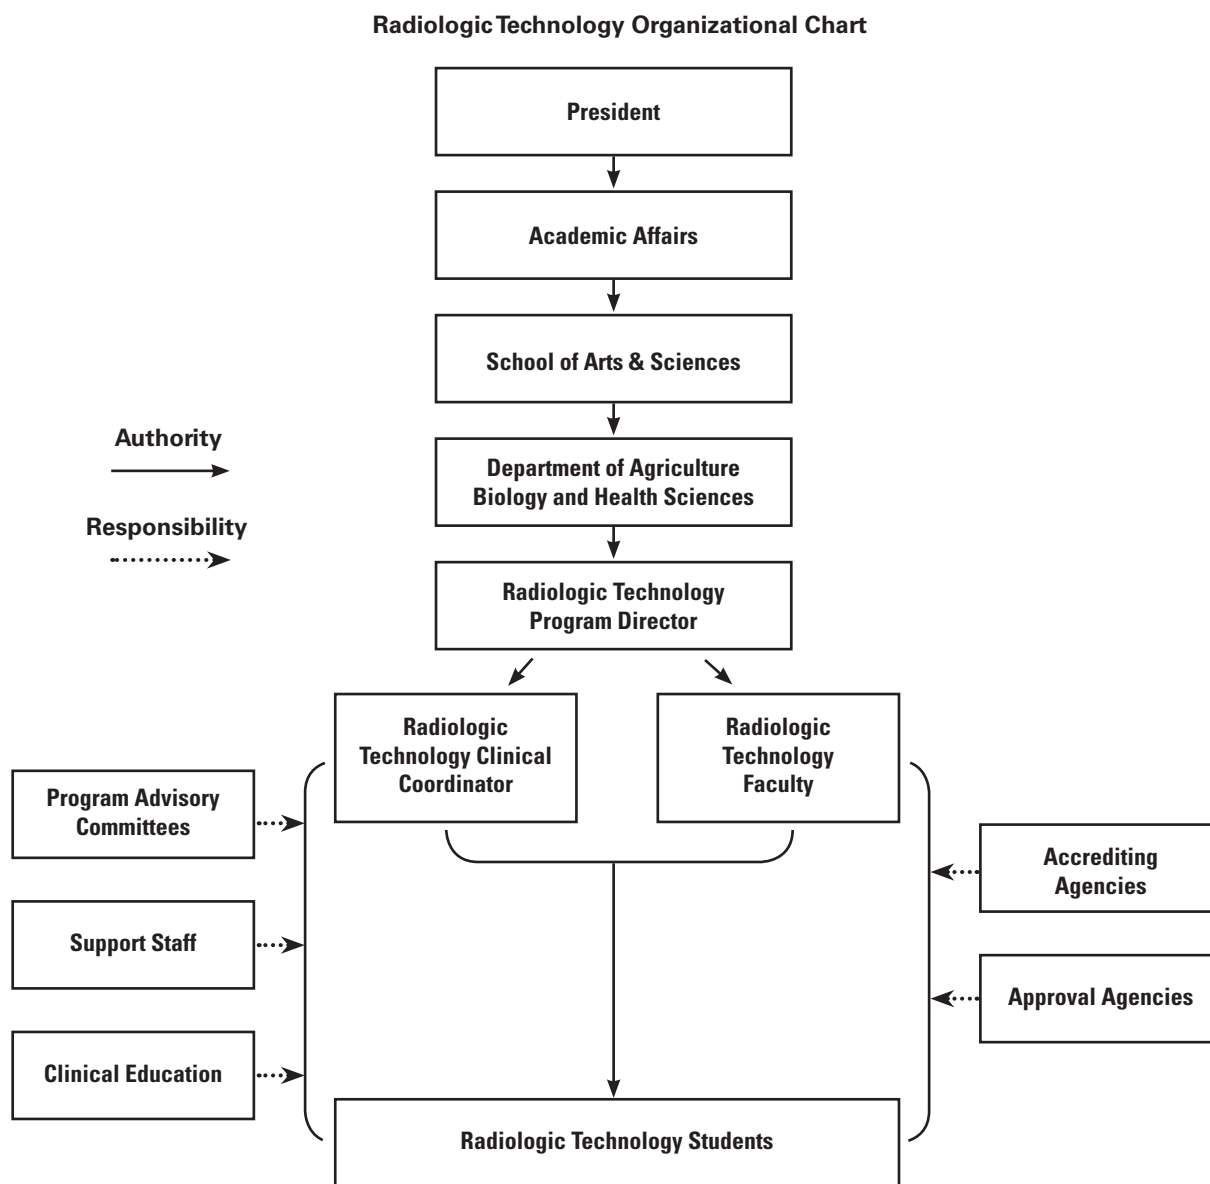 Radiologic Technology Organizational Chart
President
Academic Affairs
School of Arts & Sciences
Authority
Department of Agriculture
Biology and Health Sciences
Responsibility
Radiologic Technology
Program Director
Radiologic
Technology Clinical
Coordinator
Radiologic
Technology
Faculty
Program Advisory
Committees
Accrediting
Agencies
Support Staff
Approval Agencies
Clinical Education
Radiologic Technology Students